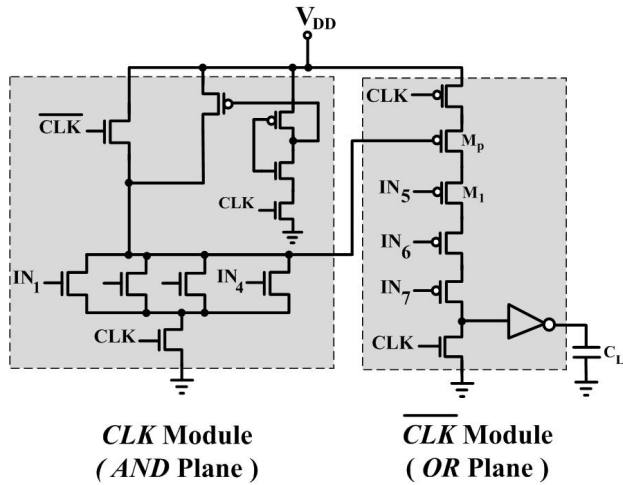 V_DD
CLK̅
CLK
M_p
IN_5
M_1
CLK
IN_1
IN_4
IN_6
IN_7
CLK
CLK
C_L
CLK Module
( AND Plane )
C̅L̅K̅ Module
( OR Plane )